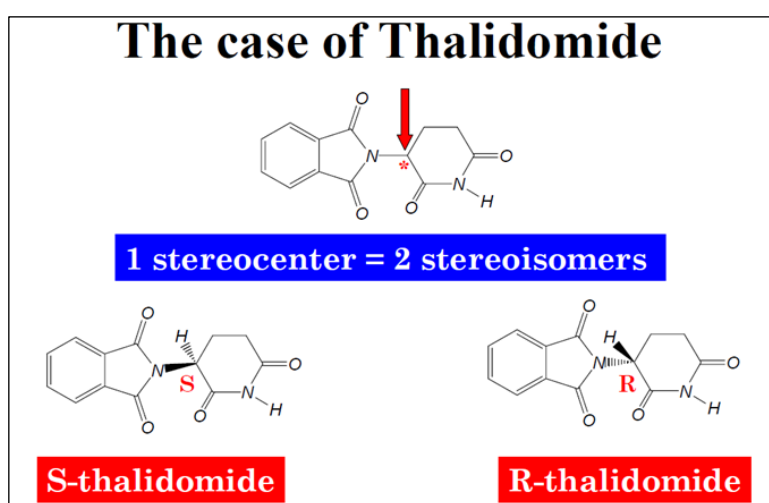 The case of Thalidomide
O
N
*
O
O
O
N
H
1 stereocenter = 2 stereoisomers
O
H
N
S
O
O
O
N
H
O
H
N
R
O
O
O
N
H
S-thalidomide
R-thalidomide